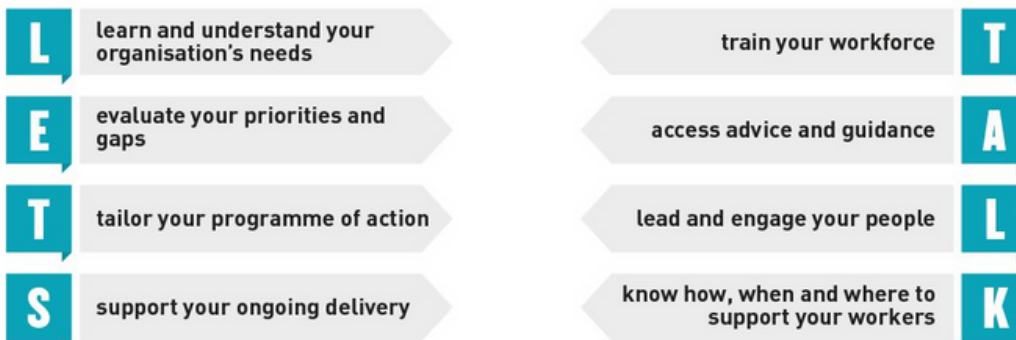 L
learn and understand your
organisation's needs
E
evaluate your priorities and
gaps
T
tailor your programme of action
S
support your ongoing delivery
train your workforce
T
access advice and guidance
A
lead and engage your people
L
know how, when and where to
support your workers
K